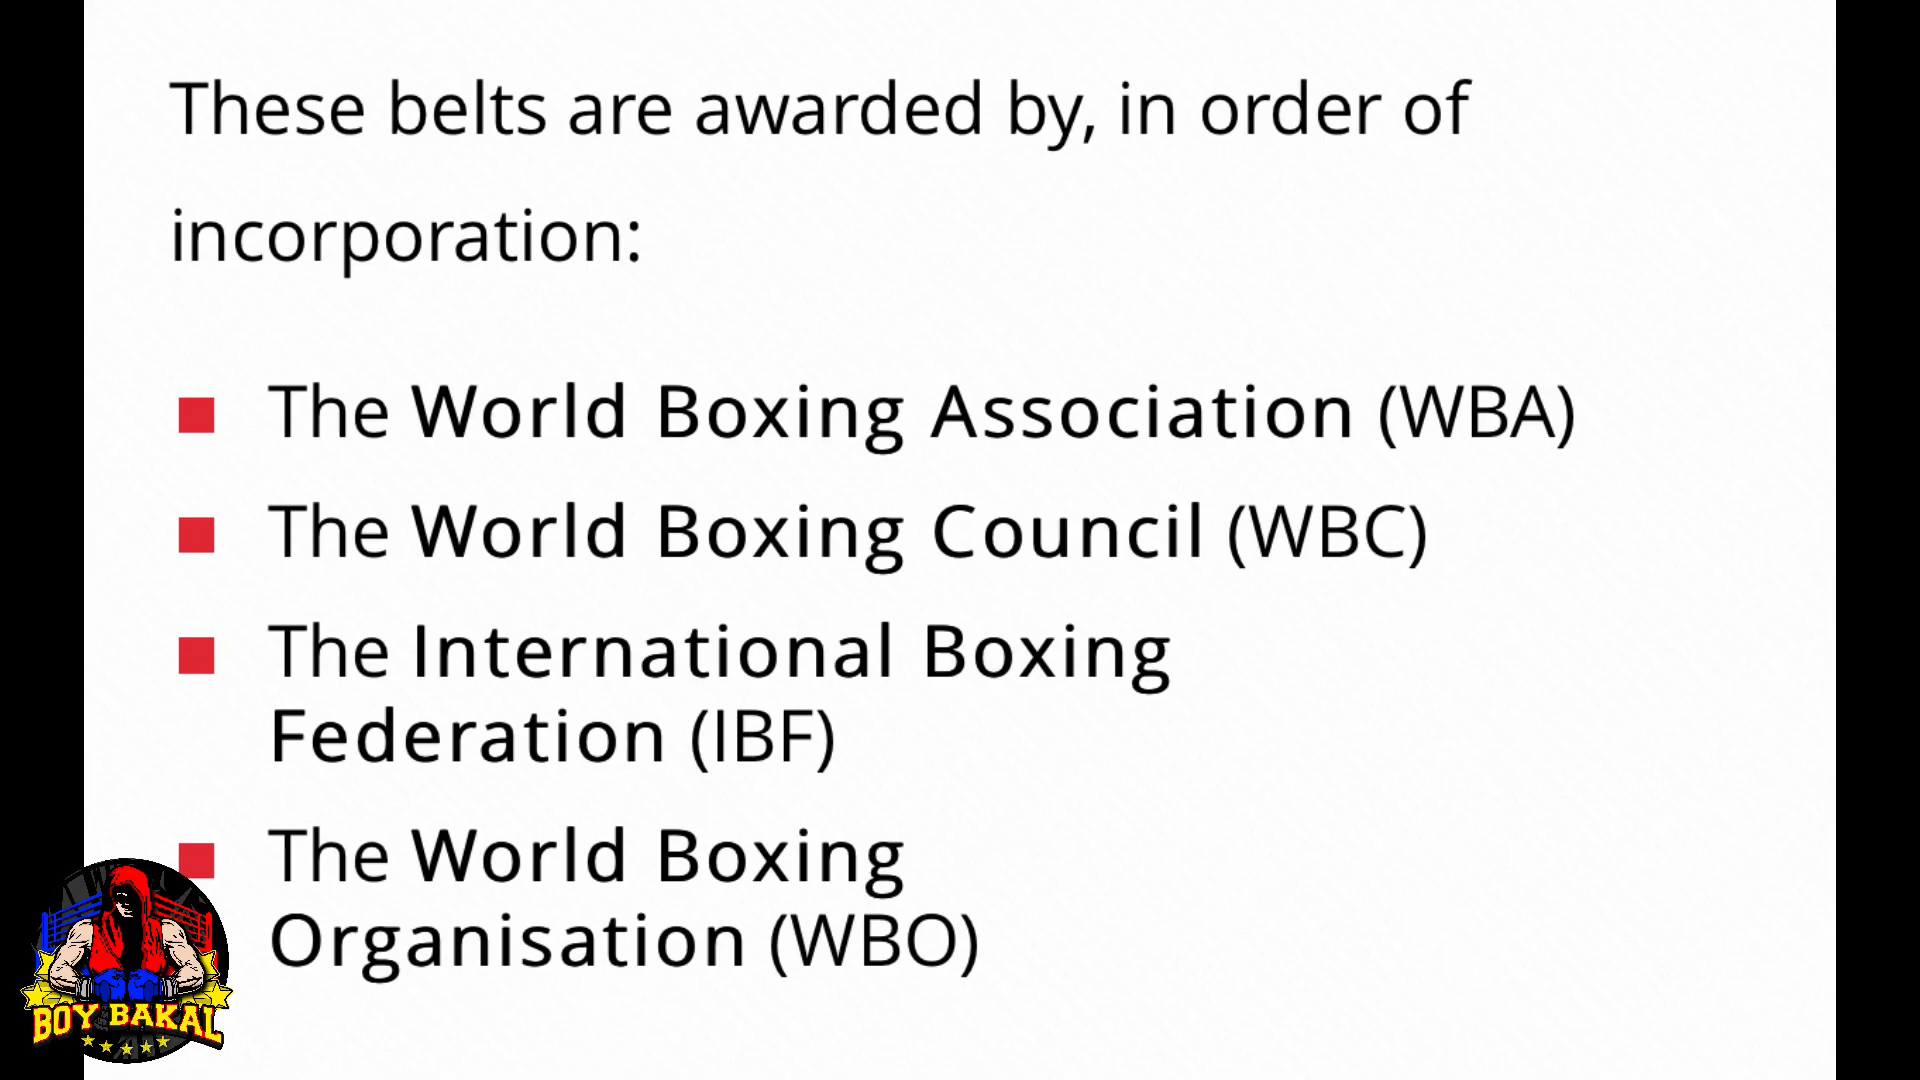 These belts are awarded by, in order of
incorporation:
The World Boxing Association (WBA)
The World Boxing Council (WBC)
The International Boxing
Federation (IBF)
The World Boxing
Organisation (WBO)
BOY BAKAL